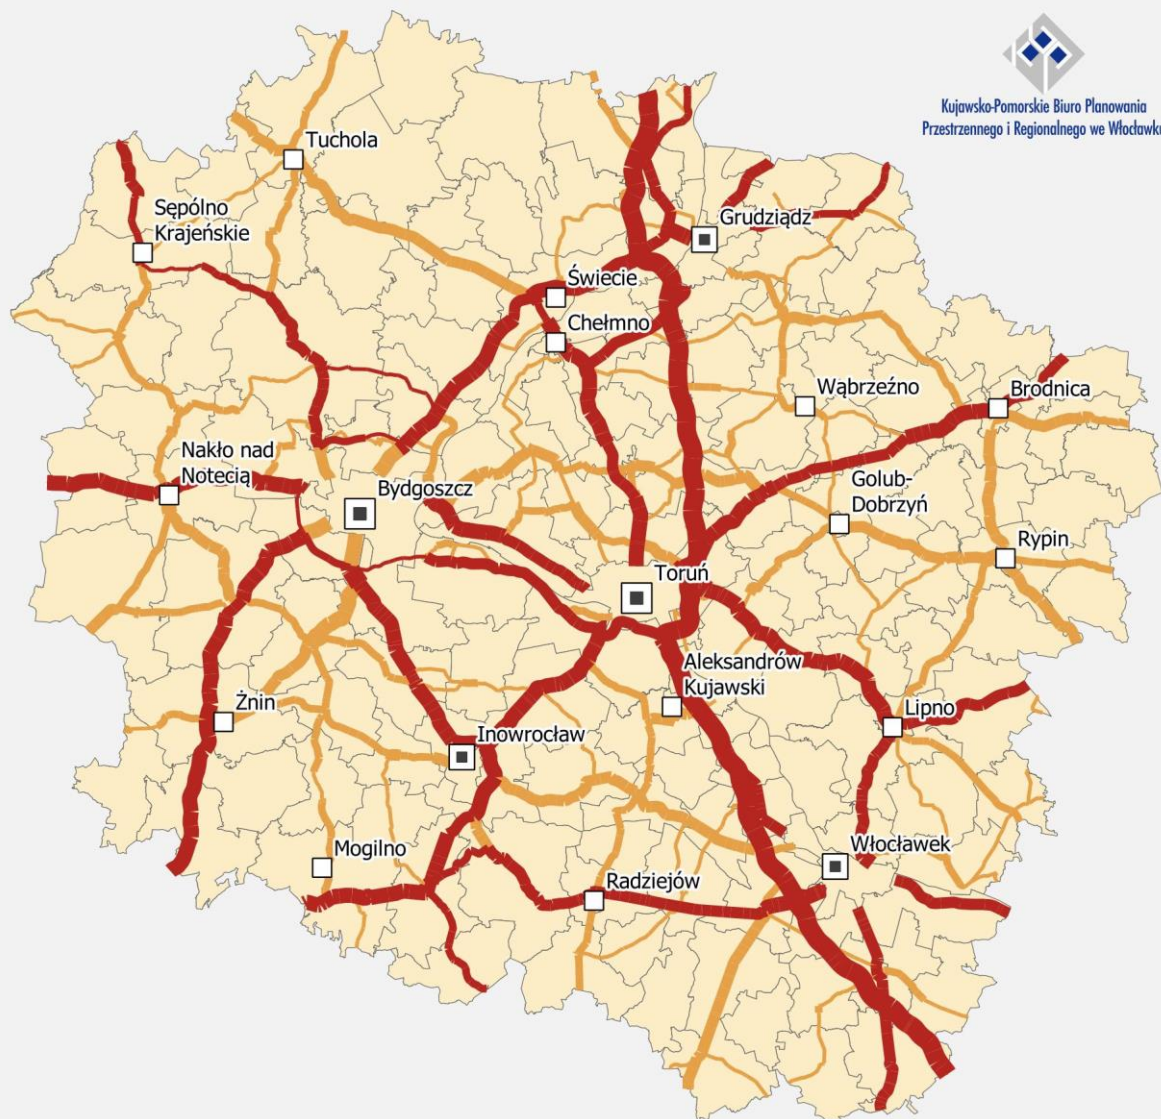 Kujawsko-Pomorskie Biuro Planowania
Przestrzennego i Regionalnego we Włocławku
Tuchola
Sępólno
Krajeńskie
Grudziądz
Świecie
Chełmno
Wąbrzeźno
Brodnica
Nakło nad
Notecią
Bydgoszcz
Golub-
Dobrzyń
Rypin
Toruń
Aleksandrów
Kujawski
Żnin
Lipno
Inowrocław
Mogilno
Włocławek
Radziejów